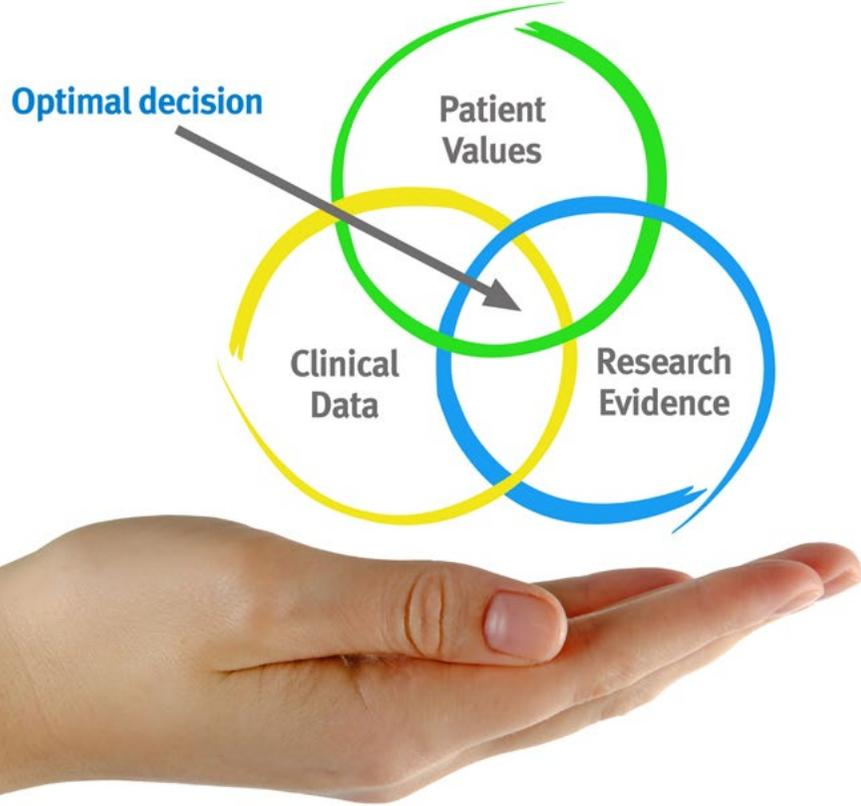 Optimal decision
Patient
Values
Clinical
Data
Research
Evidence